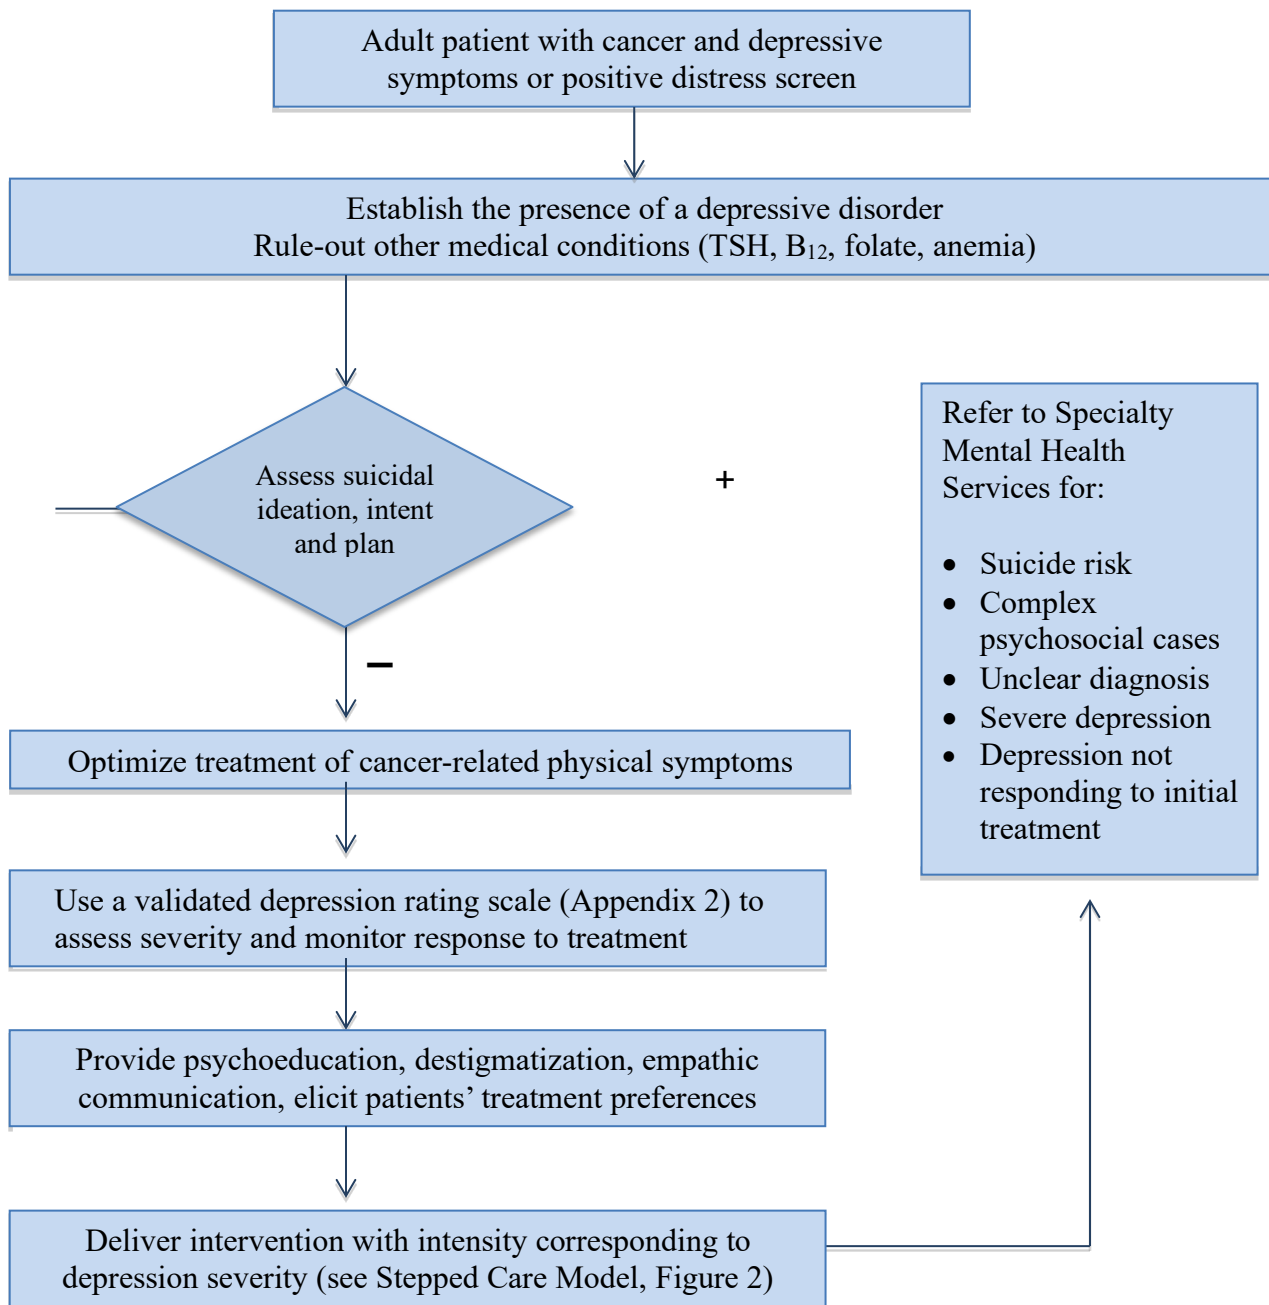 Adult patient with cancer and depressive
symptoms or positive distress screen
Establish the presence of a depressive disorder
Rule-out other medical conditions (TSH, B₁₂, folate, anemia)
Assess suicidal
ideation, intent
and plan
+
–
Refer to Specialty
Mental Health
Services for:
• Suicide risk
• Complex
psychosocial cases
• Unclear diagnosis
• Severe depression
• Depression not
responding to initial
treatment
Optimize treatment of cancer-related physical symptoms
Use a validated depression rating scale (Appendix 2) to
assess severity and monitor response to treatment
Provide psychoeducation, destigmatization, empathic
communication, elicit patients’ treatment preferences
Deliver intervention with intensity corresponding to
depression severity (see Stepped Care Model, Figure 2)